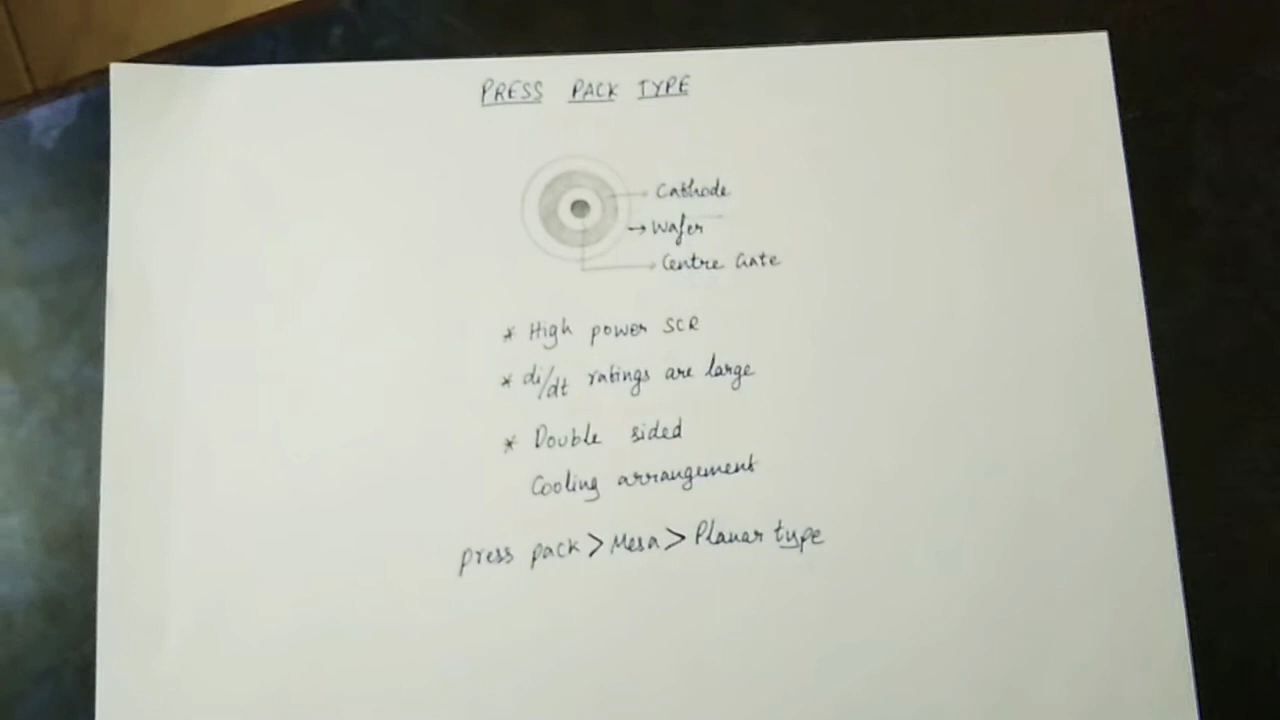 PRESS PACK TYPE
Cathode
Wafer
Centre Gate
* High power SCR
* di/dt ratings are large
* Double sided
Cooling arrangement
press pack > Mesa > Planar type